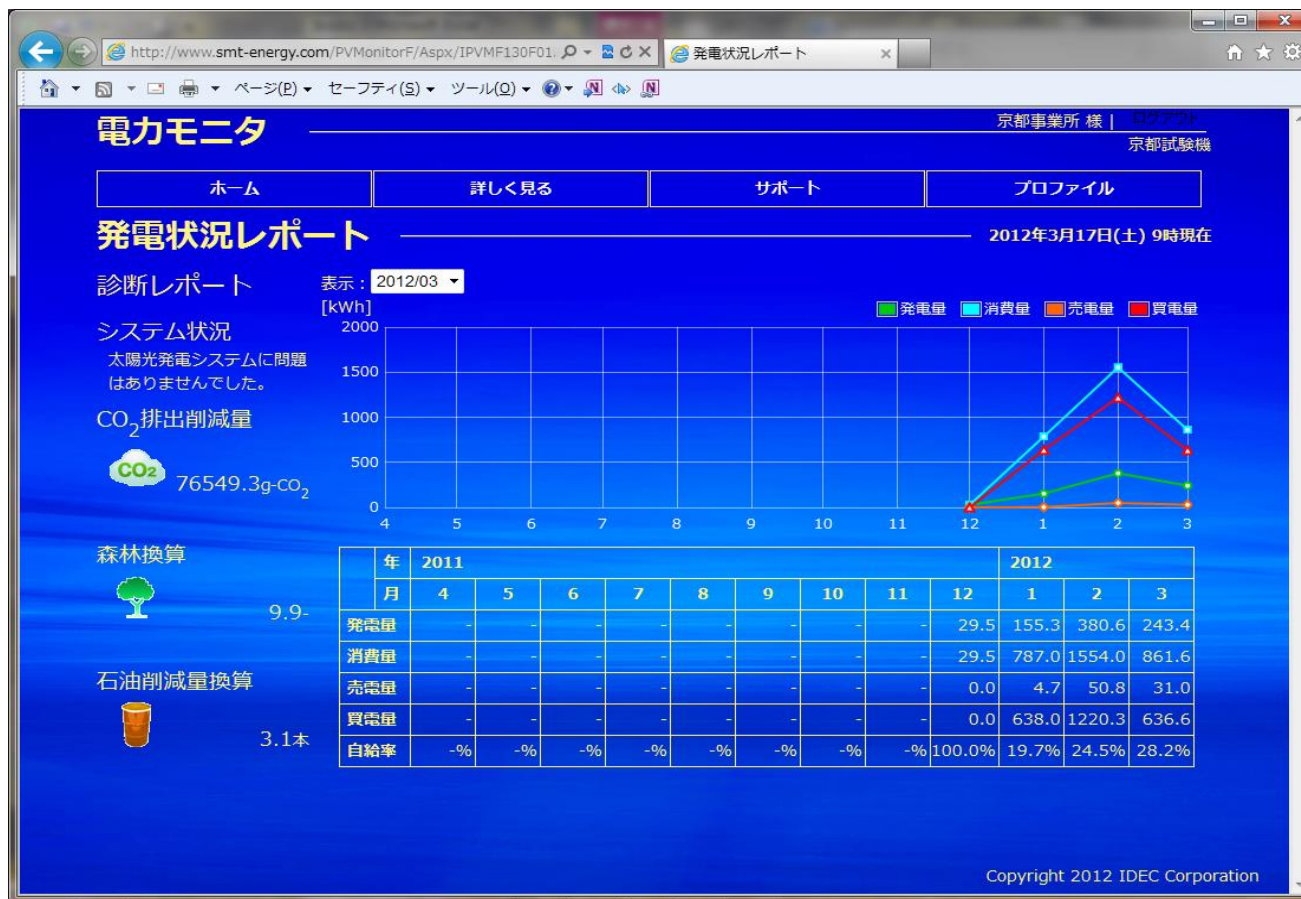 http://www.smt-energy.com/PVMonitorF/Aspx/IPVMF130F01.
発電状況レポート
ページ(P) セーフティ(S) ツール(O)
電力モニタ
京都事業所 様 | ログアウト
京都試験機
ホーム 詳しく見る サポート プロファイル
発電状況レポート
2012年3月17日(土) 9時現在
診断レポート
システム状況
太陽光発電システムに問題
はありませんでした。
CO2排出削減量
CO2
76549.3g-CO2
森林換算
9.9-
石油削減量換算
3.1本
表示 : 2012/03
[kWh]
発電量 消費量 売電量 買電量
2000
1500
1000
500
0
4 5 6 7 8 9 10 11 12 1 2 3
年 2011 2012
月 4 5 6 7 8 9 10 11 12 1 2 3
発電量 - - - - - - - - 29.5 155.3 380.6 243.4
消費量 - - - - - - - - 29.5 787.0 1554.0 861.6
売電量 - - - - - - - - 0.0 4.7 50.8 31.0
買電量 - - - - - - - - 0.0 638.0 1220.3 636.6
自給率 -% -% -% -% -% -% -% -% 100.0% 19.7% 24.5% 28.2%
Copyright 2012 IDEC Corporation